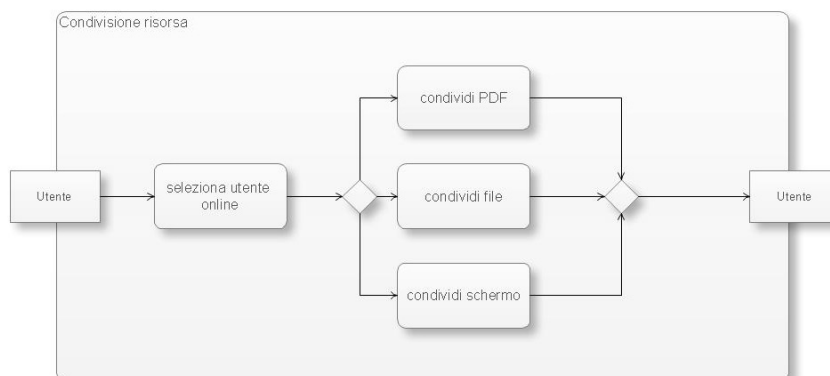 Condivisione risorsa
condividi PDF
Utente
seleziona utente
online
condividi file
Utente
condividi schermo